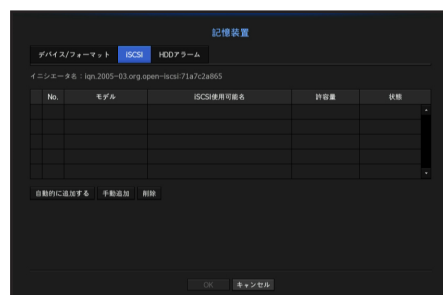 記憶装置
デバイス/フォーマット iSCSI HDDアラーム
イニシエータ名 : iqn.2005-03.org.open-iscsi:71a7c2a865
No. モデル iSCSI使用可能名 許容量 状態
自動的に追加する 手動追加 削除
OK キャンセル